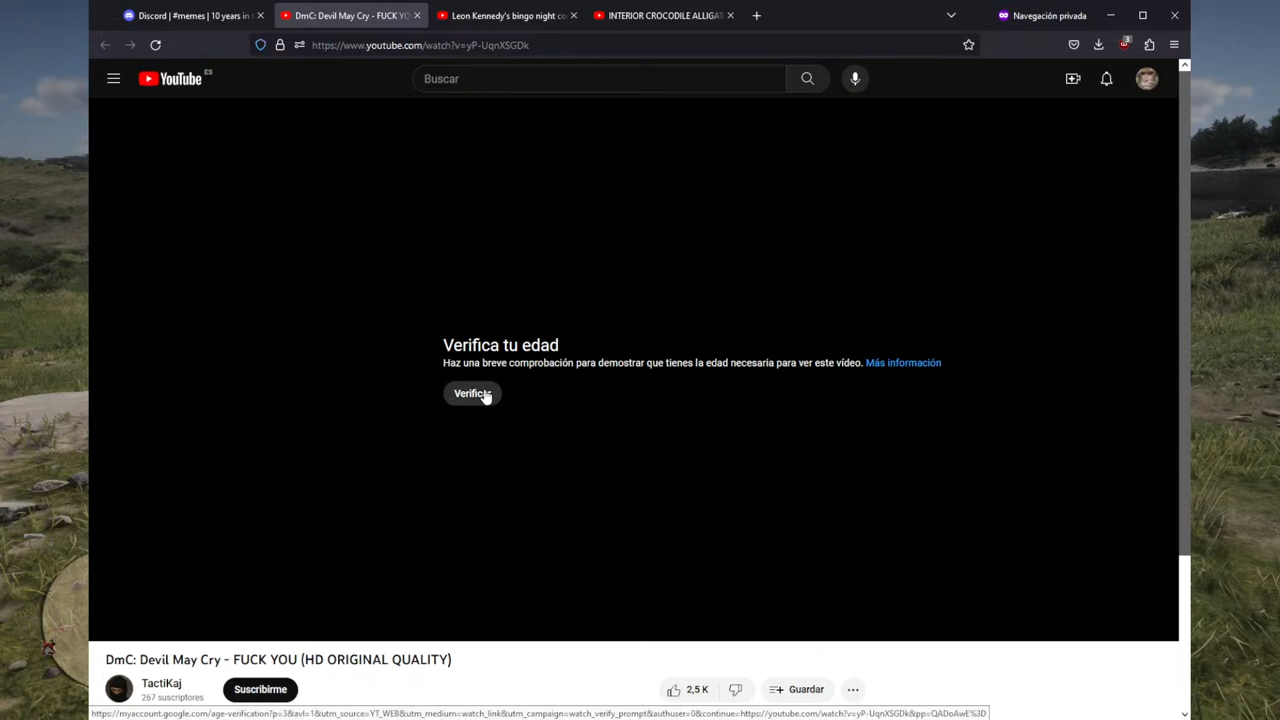 Discord | #memes | 10 years in t
DmC: Devil May Cry - FUCK YO
Leon Kennedy's bingo night co
INTERIOR CROCODILE ALLIGAT
Navegación privada
https://www.youtube.com/watch?v=yP-UqnXSGDk
3
YouTube ES
Buscar
Verifica tu edad
Haz una breve comprobación para demostrar que tienes la edad necesaria para ver este vídeo. Más información
Verificar
DmC: Devil May Cry - FUCK YOU (HD ORIGINAL QUALITY)
TactiKaj
267 suscriptores
Suscribirme
2,5 K
Guardar
https://myaccount.google.com/age-verification?p=3&avl=1&utm_source=YT_WEB&utm_medium=watch_link&utm_campaign=watch_verify_prompt&authuser=0&continue=https://youtube.com/watch?v=yP-UqnXSGDk&pp=QADoAwE%3D